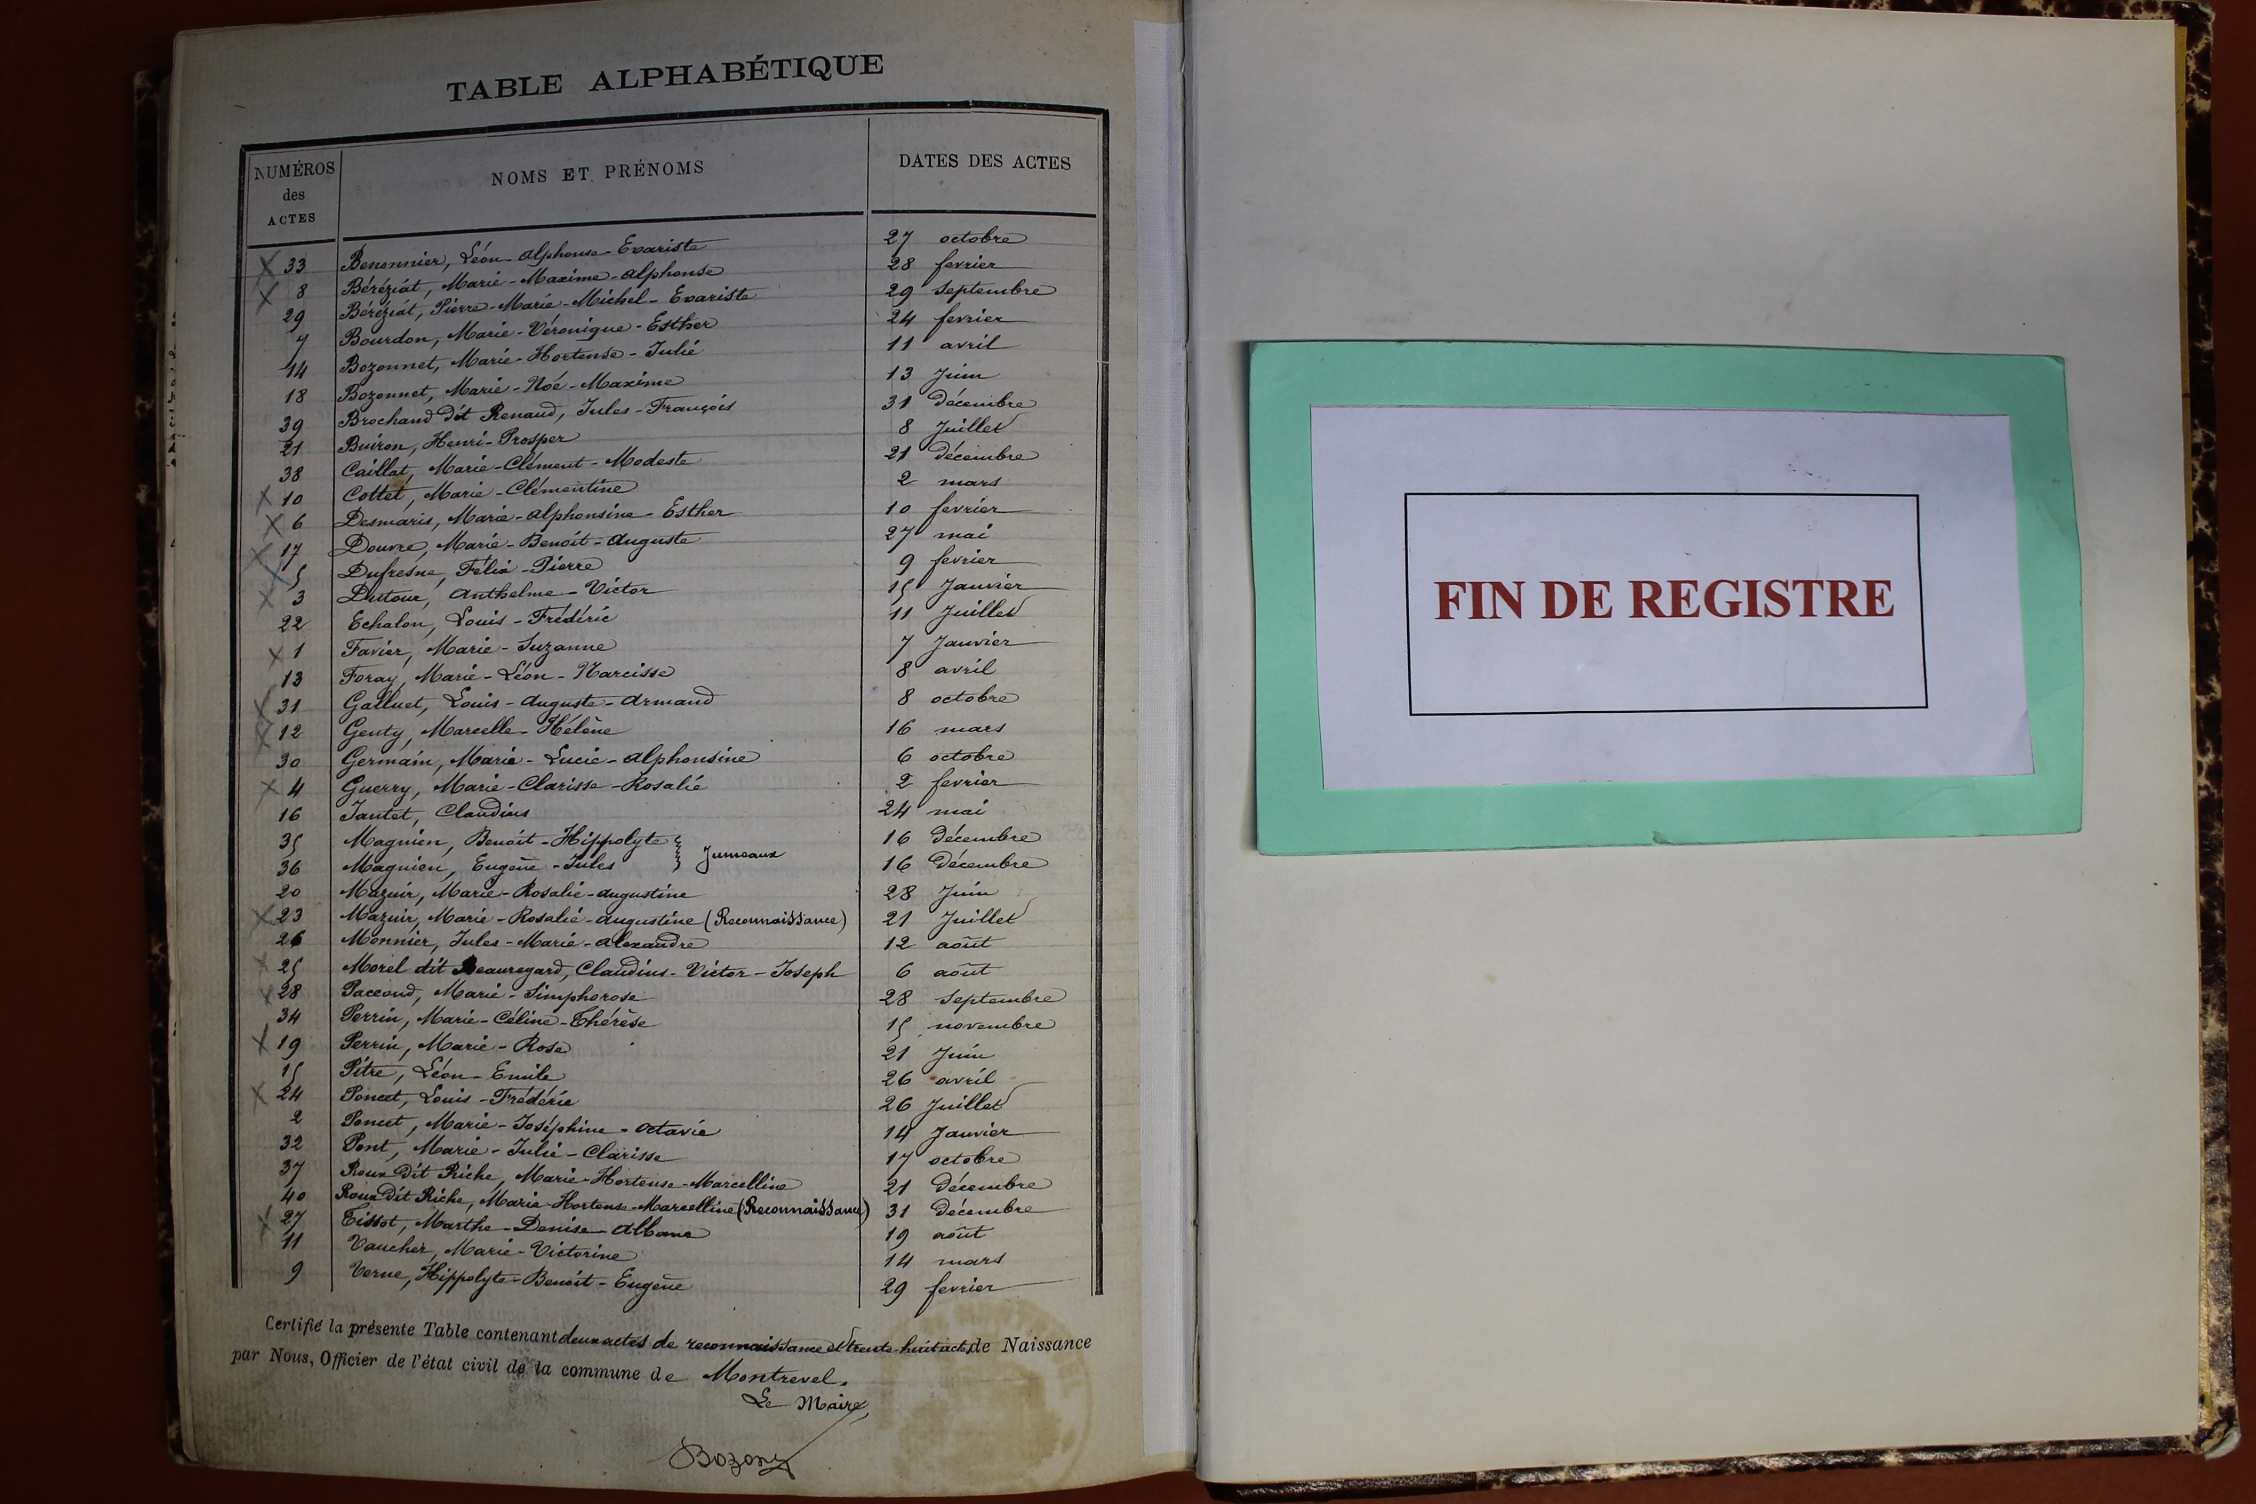 TABLE ALPHABÉTIQUE
NUMÉROS des ACTES NOMS ET PRÉNOMS DATES DES ACTES
33 Benonnier, Léon-Alphonse-Evariste 27 octobre
8 Béréziat, Marie-Maxime-Alphonse 28 fevrier
29 Béréziat, Pierre-Marie-Michel-Evariste 29 septembre
7 Bourdon, Marie-Véronique-Esther 24 fevrier
14 Bozonnet, Marie-Hortense-Julie 11 avril
18 Bozonnet, Marie-Noé-Maxime 13 Juin
39 Brochand dit Renaud, Jules-François 31 Décembre
21 Buiron, Henri-Prosper 8 Juillet
38 Caillat, Marie-Clément-Modeste 21 décembre
10 Cottet, Marie-Clémentine 2 mars
6 Desmaris, Marie-Alphonsine-Esther 10 fevrier
17 Douvre, Marie-Benoit-Auguste 27 mai
5 Dufresne, Félix-Pierre 9 fevrier
3 Dutour, Anthelme-Victor 15 Janvier
22 Echalon, Louis-Frédéric 11 Juillet
1 Favier, Marie-Suzanne 7 Janvier
13 Foray, Marie-Léon-Narcisse 8 avril
31 Galluet, Louis-Auguste-Armand 8 octobre
12 Genty, Marcelle-Hélène 16 mars
30 Germain, Marie-Lucie-Alphonsine 6 octobre
4 Guerry, Marie-Clarisse-Rosalie 2 fevrier
16 Jantet, Claudius 24 mai
35 Magnien, Benoit-Hippolyte 16 Décembre
Jumeaux
36 Magnien, Eugène-Jules 16 Décembre
20 Mazuir, Marie-Rosalie-Augustine 28 Juin
23 Mazuir, Marie-Rosalie-Augustine (Reconnaissance) 21 Juillet
26 Monnier, Jules-Marie-Alexandre 12 août
25 Morel dit Beauregard, Claudius-Victor-Joseph 6 août
28 Paccoud, Marie-Simphorose 28 septembre
34 Perrin, Marie-Céline-Thérèse 15 novembre
19 Perrin, Marie-Rose 21 Juin
15 Pitre, Léon-Emile 26 avril
24 Poncet, Louis-Frédéric 26 Juillet
2 Poncet, Marie-Joséphine-Octavie 14 Janvier
32 Pont, Marie-Julie-Clarisse 17 octobre
37 Roux dit Riche, Marie-Hortense-Marcelline 21 Décembre
40 Roux Dit Riche, Marie-Hortense-Marcelline (Reconnaissance) 31 décembre
27 Tissot, Marthe-Denise-Albane 19 août
11 Vaucher, Marie-Victorine 14 mars
9 Verne, Hippolyte-Benoit-Eugène 29 fevrier
Certifié la présente Table contenant deux actes de reconnaissance et trente-huit actes de Naissance
par Nous, Officier de l'état civil de la commune de Montrevel.
Le Maire,
FIN DE REGISTRE